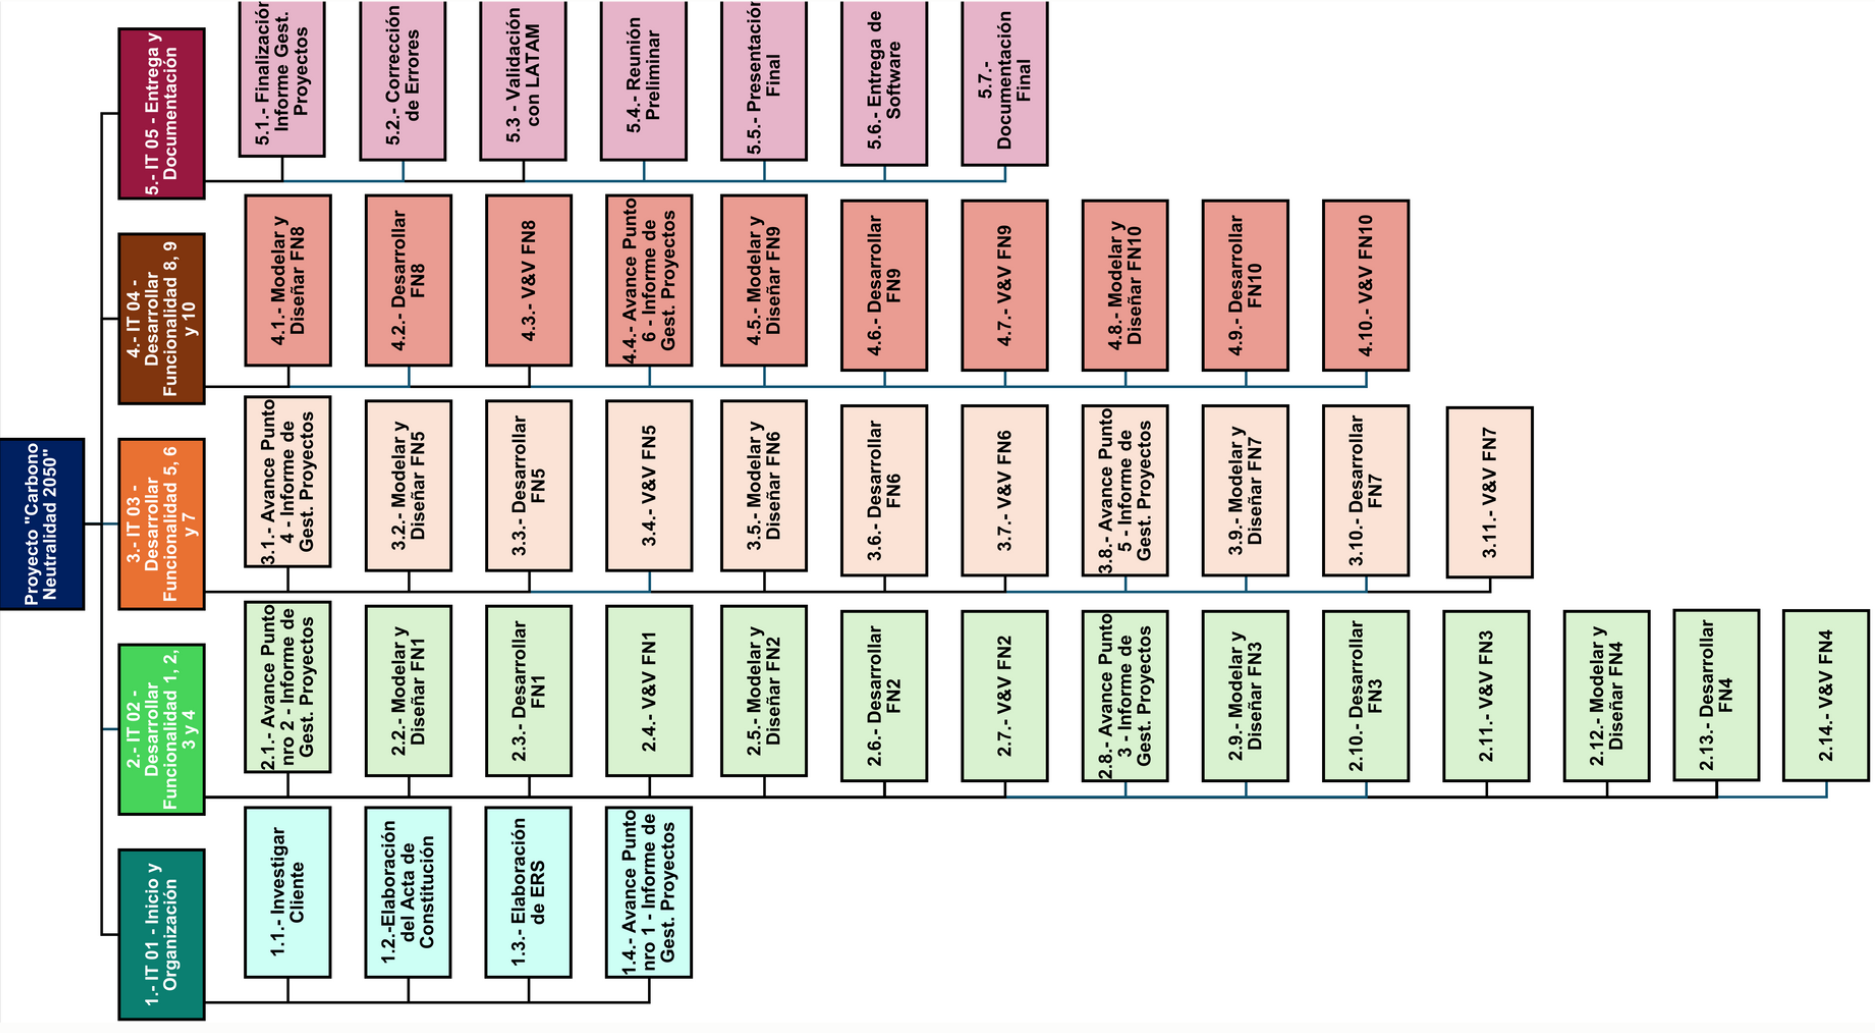 Proyecto "Carbono
Neutralidad 2050"
1.- IT 01 - Inicio y
Organización
1.1.- Investigar
Cliente
1.2.-Elaboración
del Acta de
Constitución
1.3.- Elaboración
de ERS
1.4.- Avance Punto
nro 1 - Informe de
Gest. Proyectos
2.- IT 02 -
Desarrollar
Funcionalidad 1, 2,
3 y 4
2.1.- Avance Punto
nro 2 - Informe de
Gest. Proyectos
2.2.- Modelar y
Diseñar FN1
2.3.- Desarrollar
FN1
2.4.- V&V FN1
2.5.- Modelar y
Diseñar FN2
2.6.- Desarrollar
FN2
2.7.- V&V FN2
2.8.- Avance Punto
3 - Informe de
Gest. Proyectos
2.9.- Modelar y
Diseñar FN3
2.10.- Desarrollar
FN3
2.11.- V&V FN3
2.12.- Modelar y
Diseñar FN4
2.13.- Desarrollar
FN4
2.14.- V&V FN4
3.- IT 03 -
Desarrollar
Funcionalidad 5, 6
y 7
3.1.- Avance Punto
4 - Informe de
Gest. Proyectos
3.2.- Modelar y
Diseñar FN5
3.3.- Desarrollar
FN5
3.4.- V&V FN5
3.5.- Modelar y
Diseñar FN6
3.6.- Desarrollar
FN6
3.7.- V&V FN6
3.8.- Avance Punto
5 - Informe de
Gest. Proyectos
3.9.- Modelar y
Diseñar FN7
3.10.- Desarrollar
FN7
3.11.- V&V FN7
4.- IT 04 -
Desarrollar
Funcionalidad 8, 9
y 10
4.1.- Modelar y
Diseñar FN8
4.2.- Desarrollar
FN8
4.3.- V&V FN8
4.4.- Avance Punto
6 - Informe de
Gest. Proyectos
4.5.- Modelar y
Diseñar FN9
4.6.- Desarrollar
FN9
4.7.- V&V FN9
4.8.- Modelar y
Diseñar FN10
4.9.- Desarrollar
FN10
4.10.- V&V FN10
5.- IT 05 - Entrega y
Documentación
5.1.- Finalización
Informe Gest.
Proyectos
5.2.- Corrección
de Errores
5.3 - Validación
con LATAM
5.4.- Reunión
Preliminar
5.5.- Presentación
Final
5.6.- Entrega de
Software
5.7.-
Documentación
Final